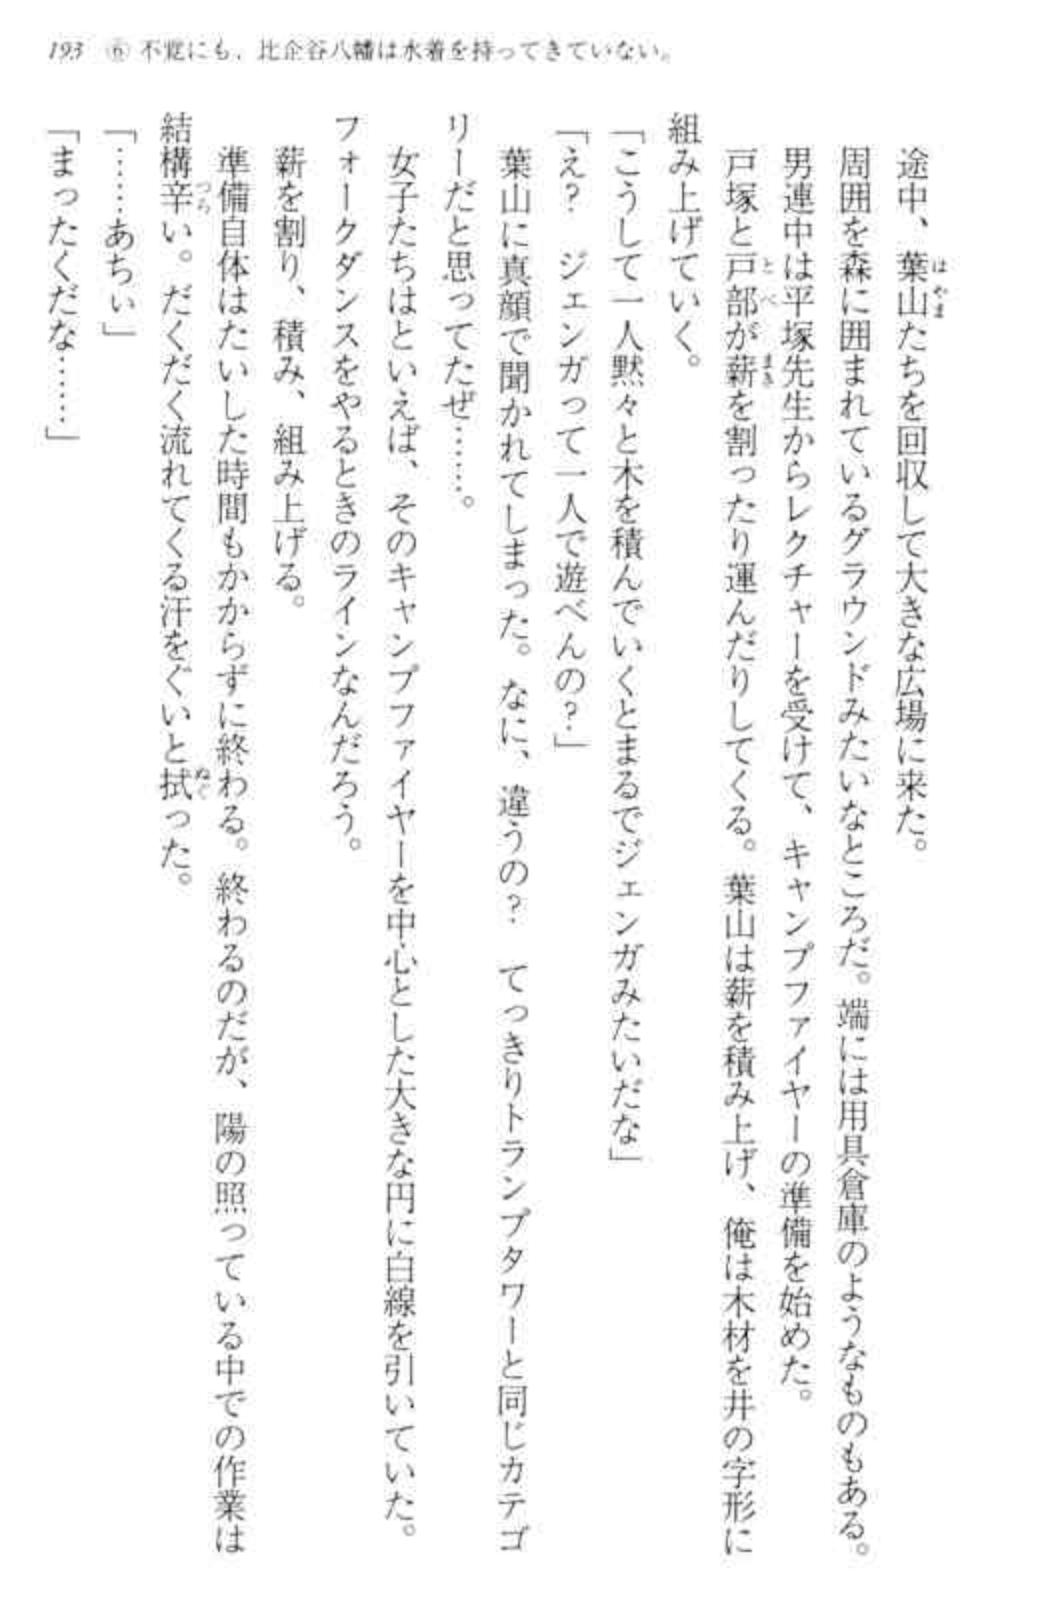 193 ⑥ 不覚にも、比企谷八幡は水着を持ってきていない。
途中、葉山たちを回収して大きな広場に来た。
周囲を森に囲まれているグラウンドみたいなところだ。端には用具倉庫のようなものもある。
男連中は平塚先生からレクチャーを受けて、キャンプファイヤーの準備を始めた。
戸塚と戸部が薪を割ったり運んだりしてくる。葉山は薪を積み上げ、俺は木材を井の字形に
組み上げていく。
「こうして一人黙々と木を積んでいくとまるでジェンガみたいだな」
「え？　ジェンガって一人で遊べんの？」
葉山に真顔で聞かれてしまった。なに、違うの？　てっきりトランプタワーと同じカテゴ
リーだと思ってたぜ……。
女子たちはといえば、そのキャンプファイヤーを中心とした大きな円に白線を引いていた。
フォークダンスをやるときのラインなんだろう。
薪を割り、積み、組み上げる。
準備自体はたいした時間もかからずに終わる。終わるのだが、陽の照っている中での作業は
結構辛い。だくだく流れてくる汗をぐいと拭った。
「……あちぃ」
「まったくだな……」